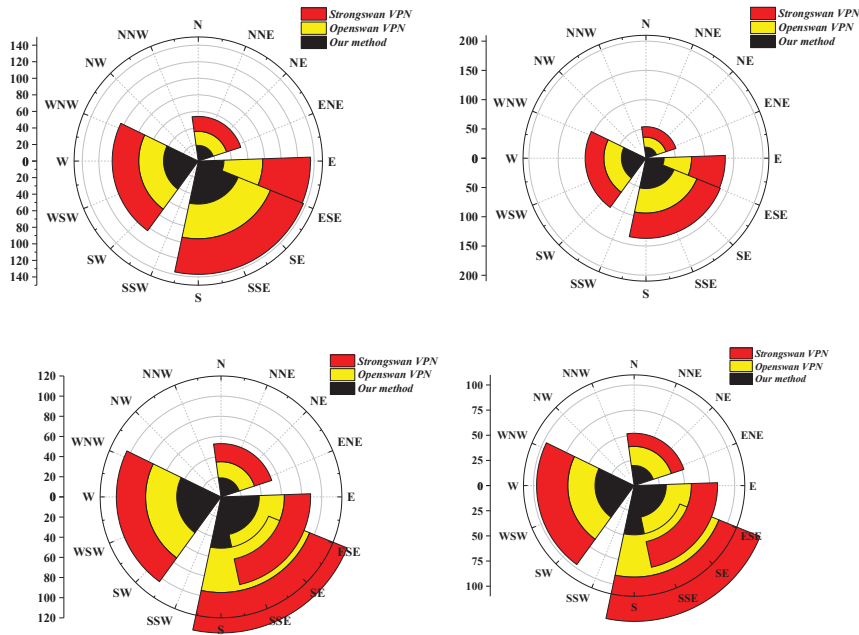 Strongswan VPN
Openswan VPN
Our method
N
NNE
NE
ENE
E
ESE
SE
SSE
S
SSW
SW
WSW
W
WNW
NW
NNW
140
120
100
80
60
40
20
0
20
40
60
80
100
120
140
Strongswan VPN
Openswan VPN
Our method
N
NNE
NE
ENE
E
ESE
SE
SSE
S
SSW
SW
WSW
W
WNW
NW
NNW
200
150
100
50
0
50
100
150
200
Strongswan VPN
Openswan VPN
Our method
N
NNE
NE
ENE
E
ESE
SE
SSE
S
SSW
SW
WSW
W
WNW
NW
NNW
120
100
80
60
40
20
0
20
40
60
80
100
120
Strongswan VPN
Openswan VPN
Our method
N
NNE
NE
ENE
E
ESE
SE
SSE
S
SSW
SW
WSW
W
WNW
NW
NNW
100
75
50
25
0
25
50
75
100